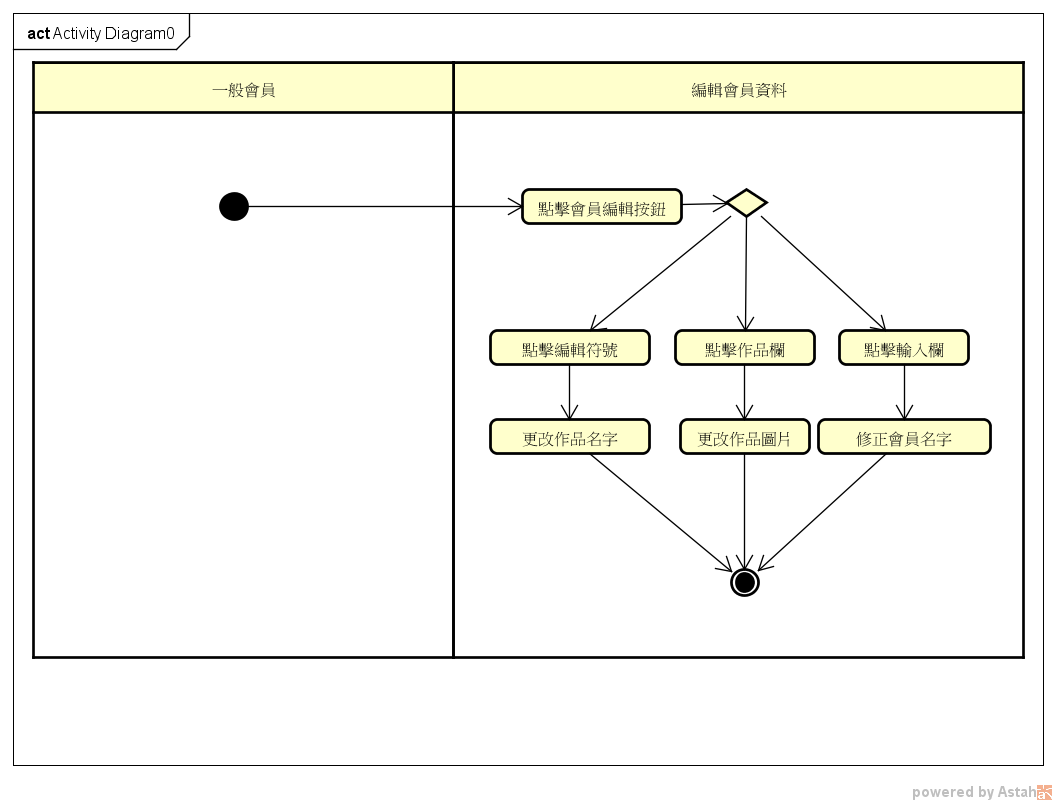 act Activity Diagram0
一般會員
編輯會員資料
點擊會員編輯按鈕
點擊編輯符號
點擊作品欄
點擊輸入欄
更改作品名字
更改作品圖片
修正會員名字
powered by Astah